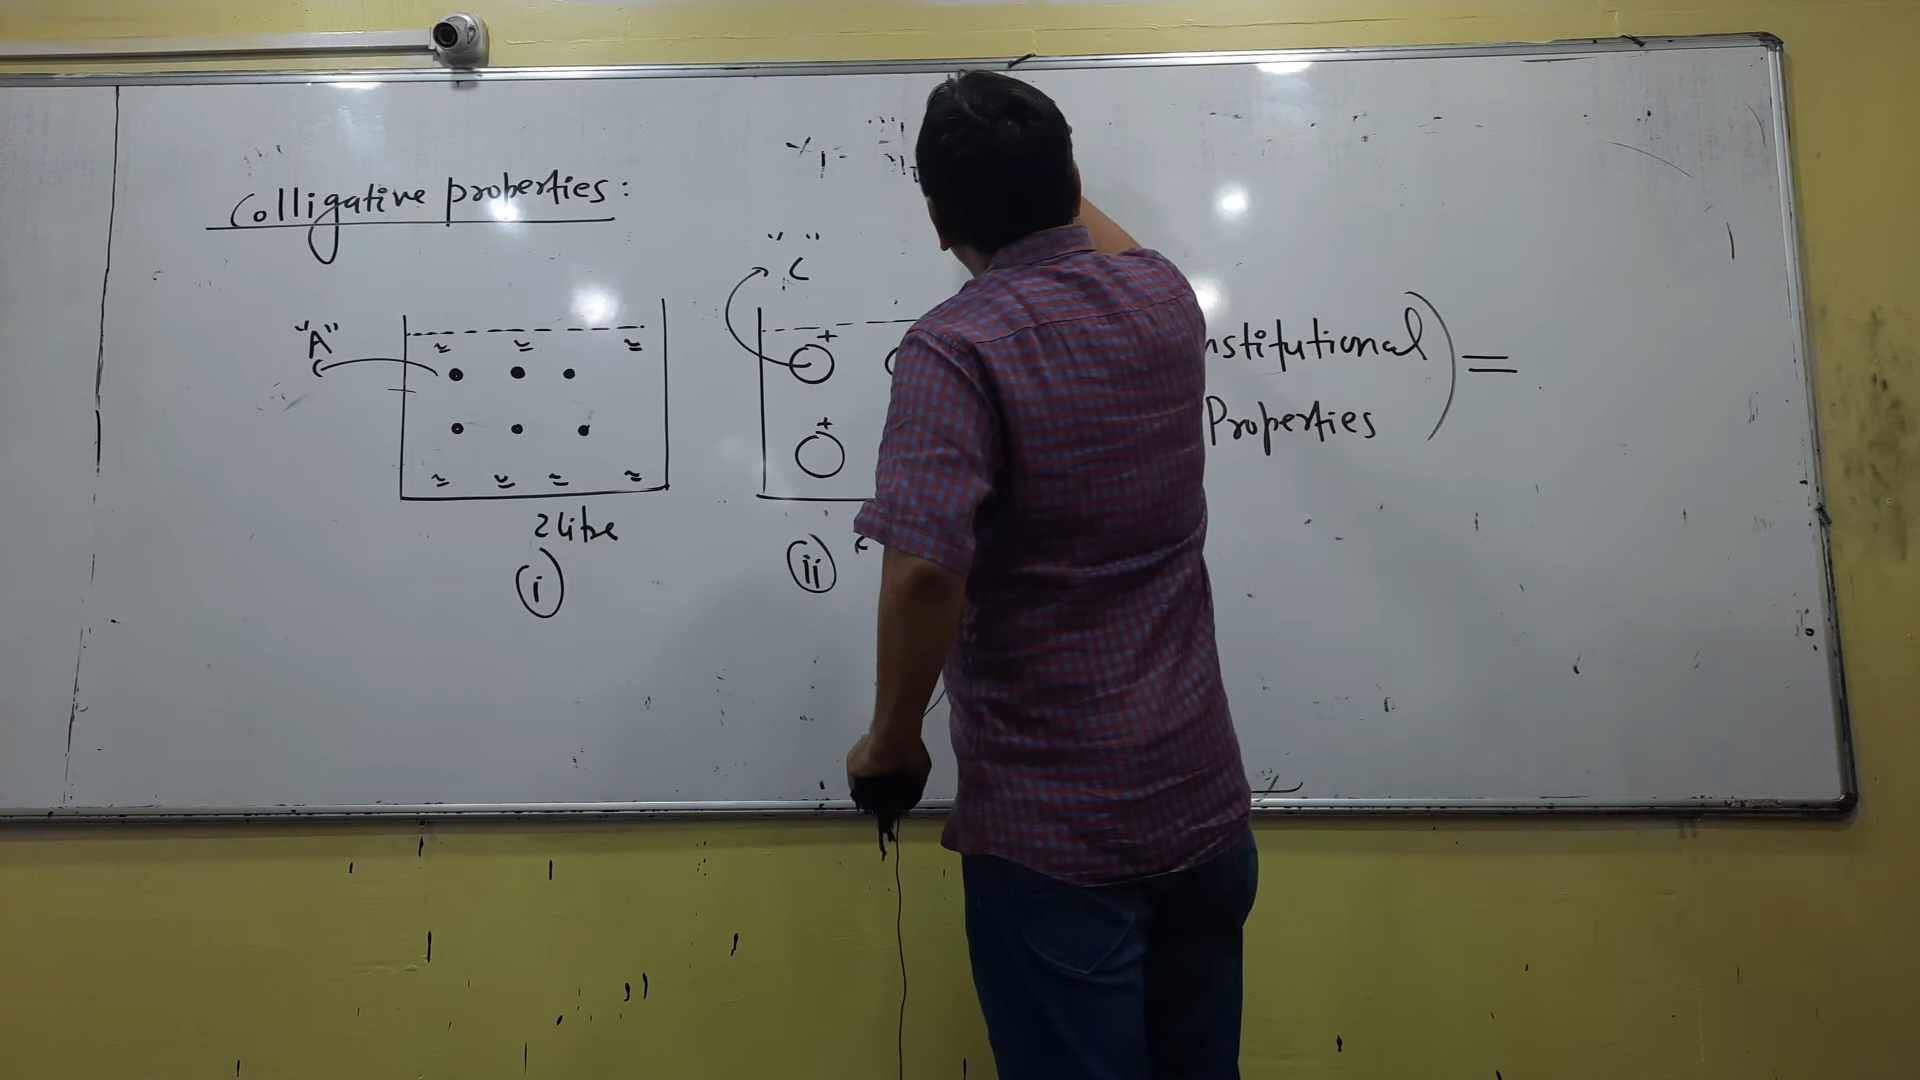 Colligative properties:
"A"
" "
C
+
+
2 Litre
(i)
(ii)
nstitutional) =
Properties